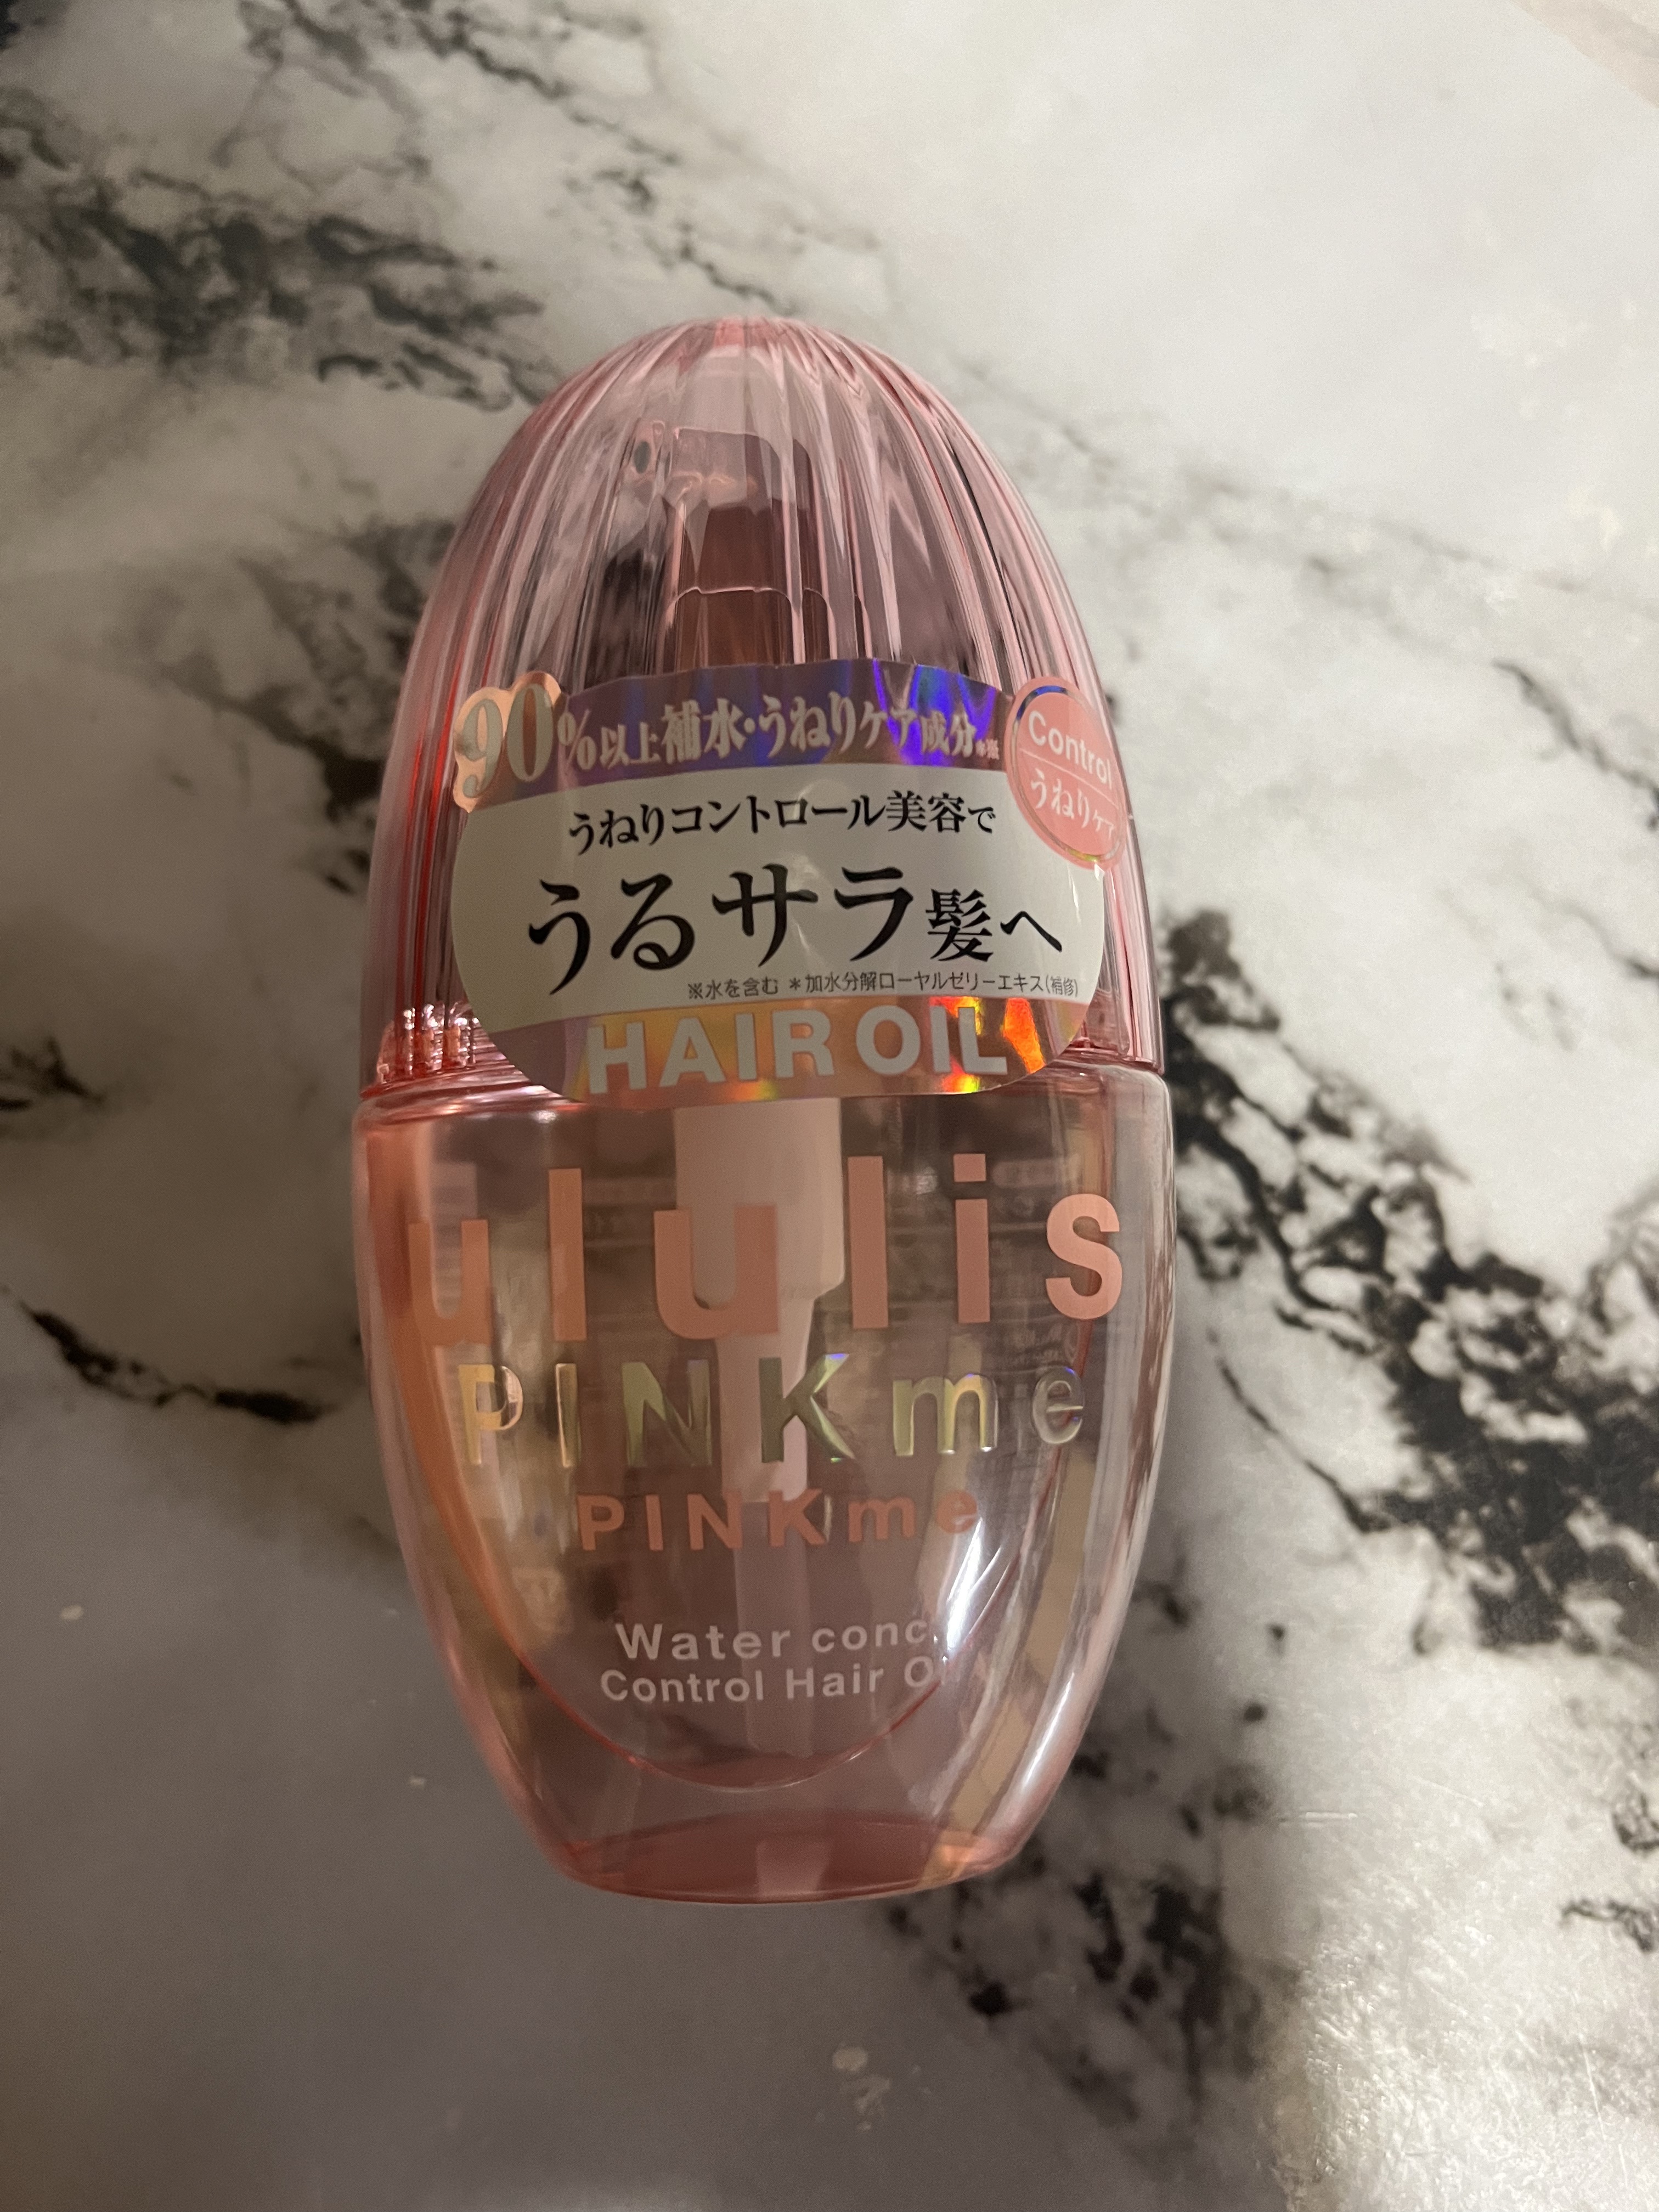 90%以上補水・うねりケア成分*※
Control
うねりケア
うねりコントロール美容で
うるサラ髪へ
※水を含む *加水分解ローヤルゼリーエキス(補修)
HAIR OIL
ululis
PINKme
PINKme
Water conc
Control Hair Oil